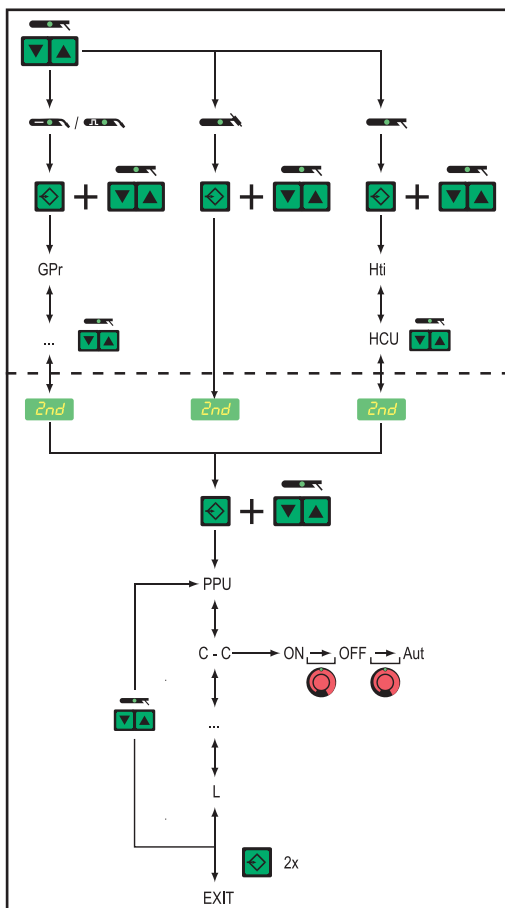 /
+ + +
GPr Hti
... HCU
2nd 2nd 2nd
+
PPU
C - C ON OFF Aut
...
L
2x
EXIT